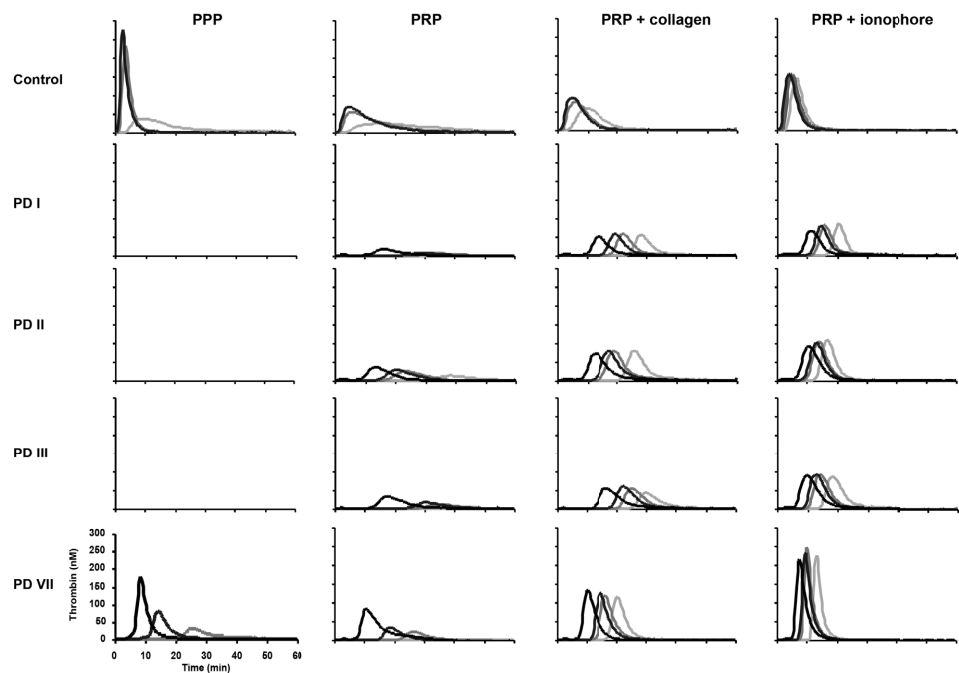 PPP PRP PRP + collagen PRP + ionophore
Control
PD I
PD II
PD III
PD VII
Thrombin (nM)
300
250
200
150
100
50
0
0 10 20 30 40 50 60
Time (min)